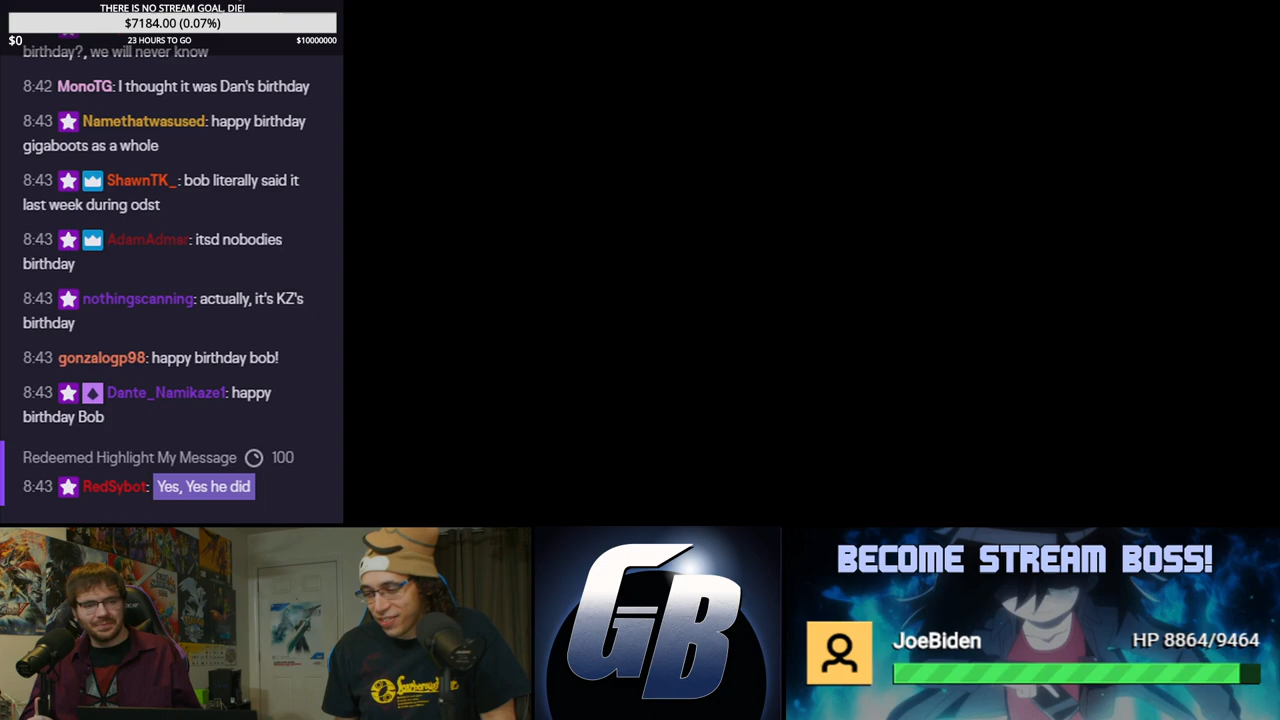 THERE IS NO STREAM GOAL, DIE!
$7184.00 (0.07%)
$0 23 HOURS TO GO $10000000
birthday?, we will never know
8:42 MonoTG: I thought it was Dan's birthday
8:43 Namethatwasused: happy birthday
gigaboots as a whole
8:43 ShawnTK_: bob literally said it
last week during odst
8:43 AdamAdmar: itsd nobodies
birthday
8:43 nothingscanning: actually, it's KZ's
birthday
8:43 gonzalogp98: happy birthday bob!
8:43 Dante_Namikaze1: happy
birthday Bob
Redeemed Highlight My Message 100
8:43 RedSybot: Yes, Yes he did
GB
BECOME STREAM BOSS!
JoeBiden HP 8864/9464